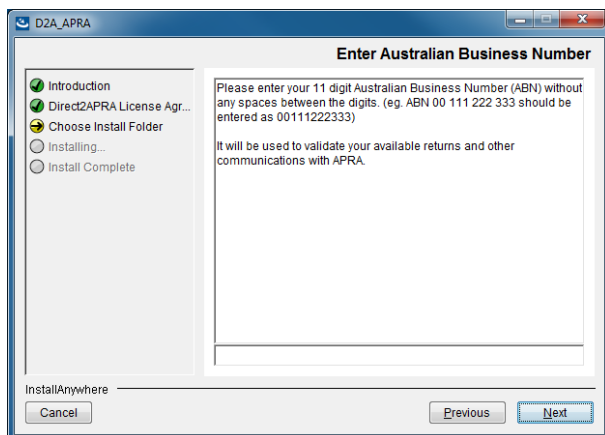 D2A_APRA
Enter Australian Business Number
Introduction
Direct2APRA License Agr...
Choose Install Folder
Installing...
Install Complete
Please enter your 11 digit Australian Business Number (ABN) without
any spaces between the digits. (eg. ABN 00 111 222 333 should be
entered as 00111222333)
It will be used to validate your available returns and other
communications with APRA.
InstallAnywhere
Cancel
Previous
Next